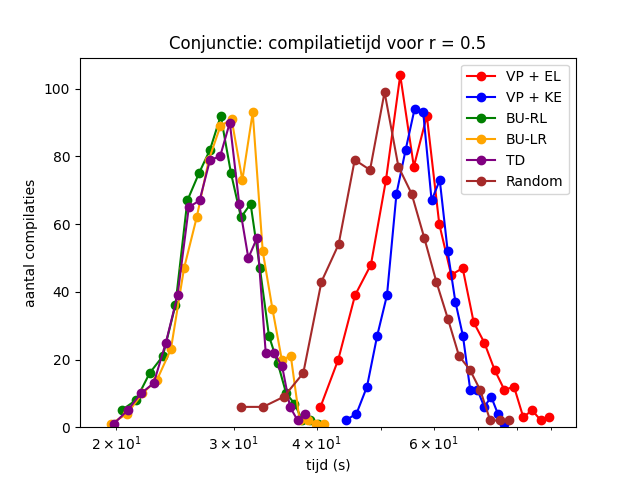 Conjunctie: compilatietijd voor r = 0.5
aantal compilaties
100
80
60
40
20
0
VP + EL
VP + KE
BU-RL
BU-LR
TD
Random
2 × 10¹ 3 × 10¹ 4 × 10¹ 6 × 10¹
tijd (s)